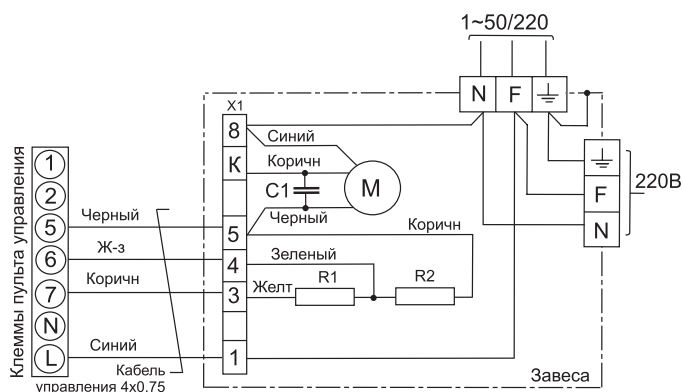 1~50/220
N F
X1
8
Синий
К
Коричн
C1
M
Черный
5
Коричн
4
Зеленый
3
Желт
R1
R2
1
F
N
220В
Завеса
Клеммы пульта управления
1
2
5
Черный
6
Ж-з
7
Коричн
N
L
Синий
Кабель
управления 4х0,75